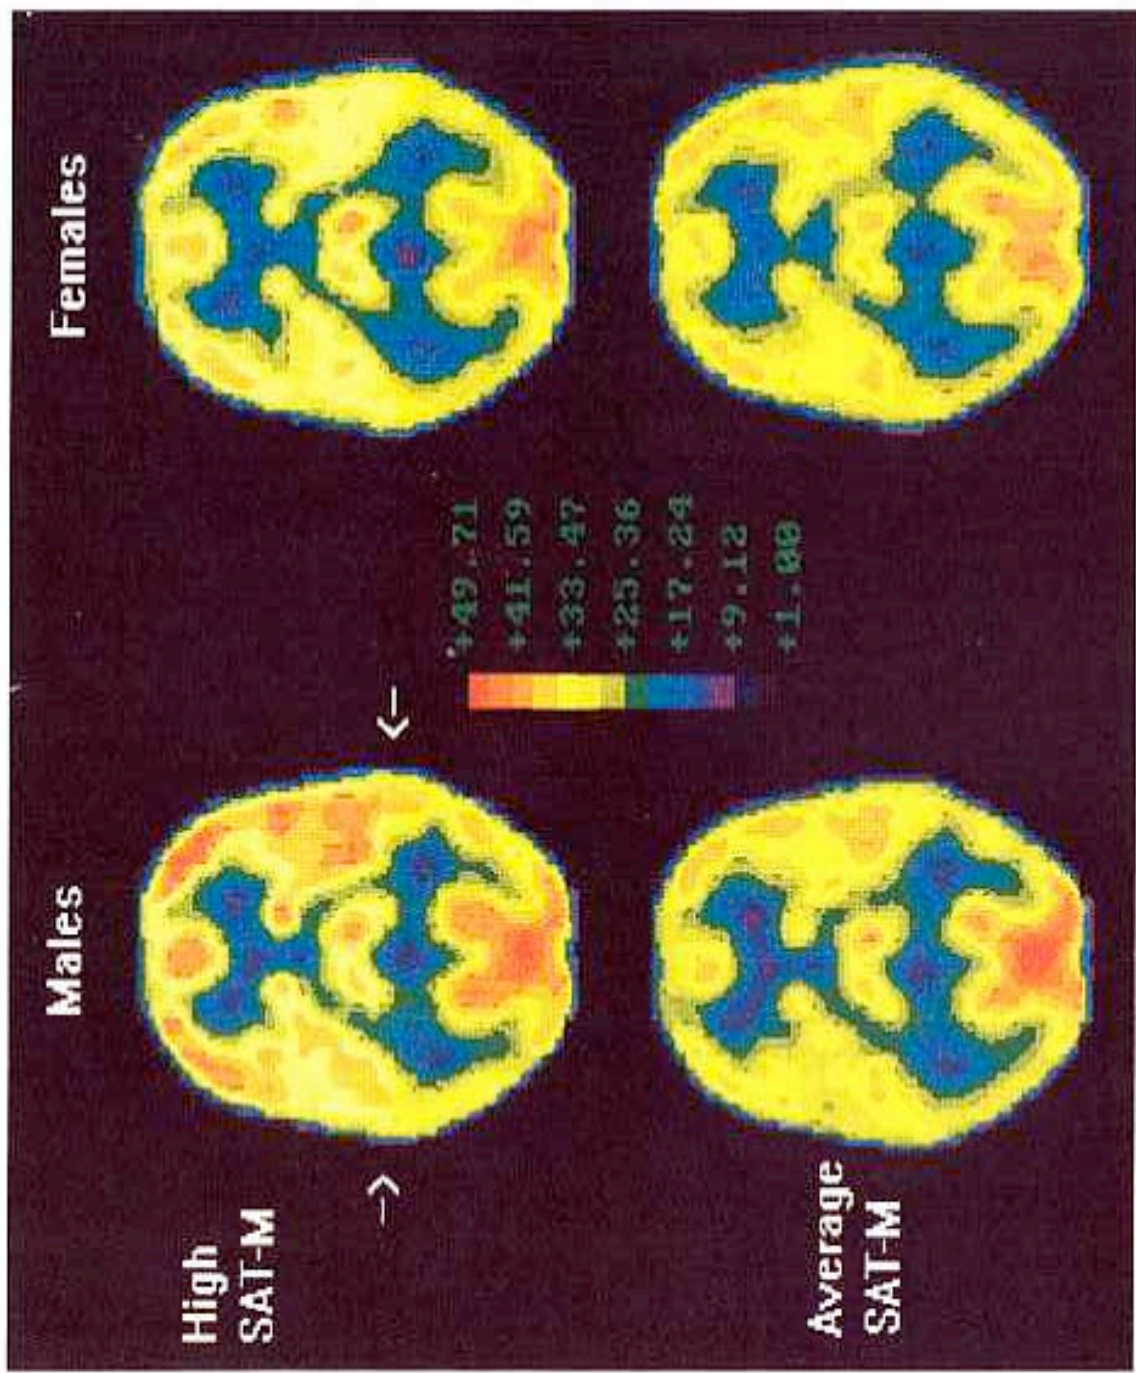 Males
Females
High
SAT-M
->
<-
+49.71
+41.59
+33.47
+25.36
+17.24
+9.12
+1.00
Average
SAT-M